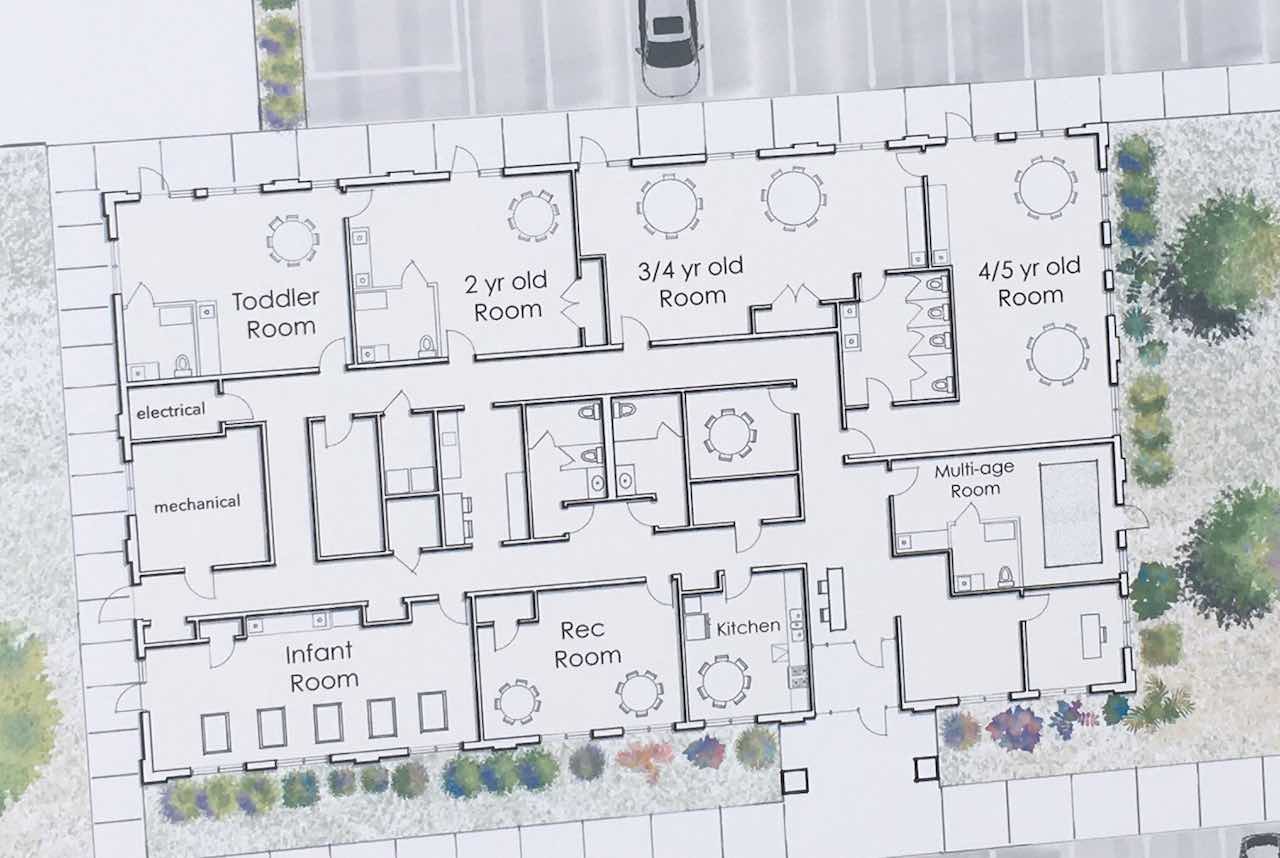 Toddler
Room
2 yr old
Room
3/4 yr old
Room
4/5 yr old
Room
electrical
mechanical
Multi-age
Room
Infant
Room
Rec
Room
Kitchen